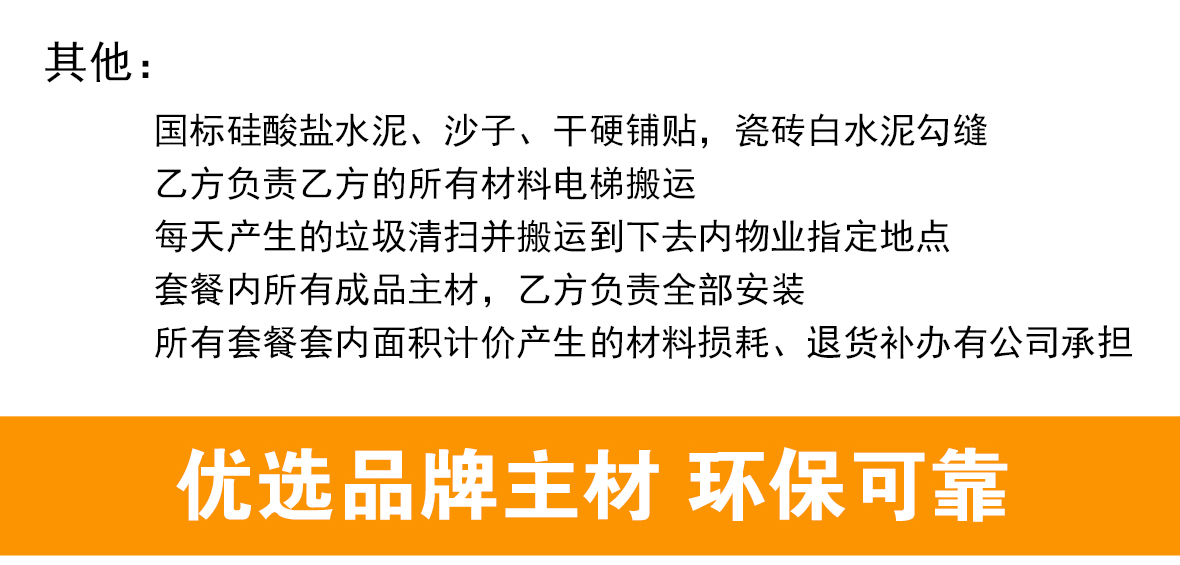 其他：
国标硅酸盐水泥、沙子、干硬铺贴，瓷砖白水泥勾缝
乙方负责乙方的所有材料电梯搬运
每天产生的垃圾清扫并搬运到下去内物业指定地点
套餐内所有成品主材，乙方负责全部安装
所有套餐套内面积计价产生的材料损耗、退货补办有公司承担
优选品牌主材 环保可靠